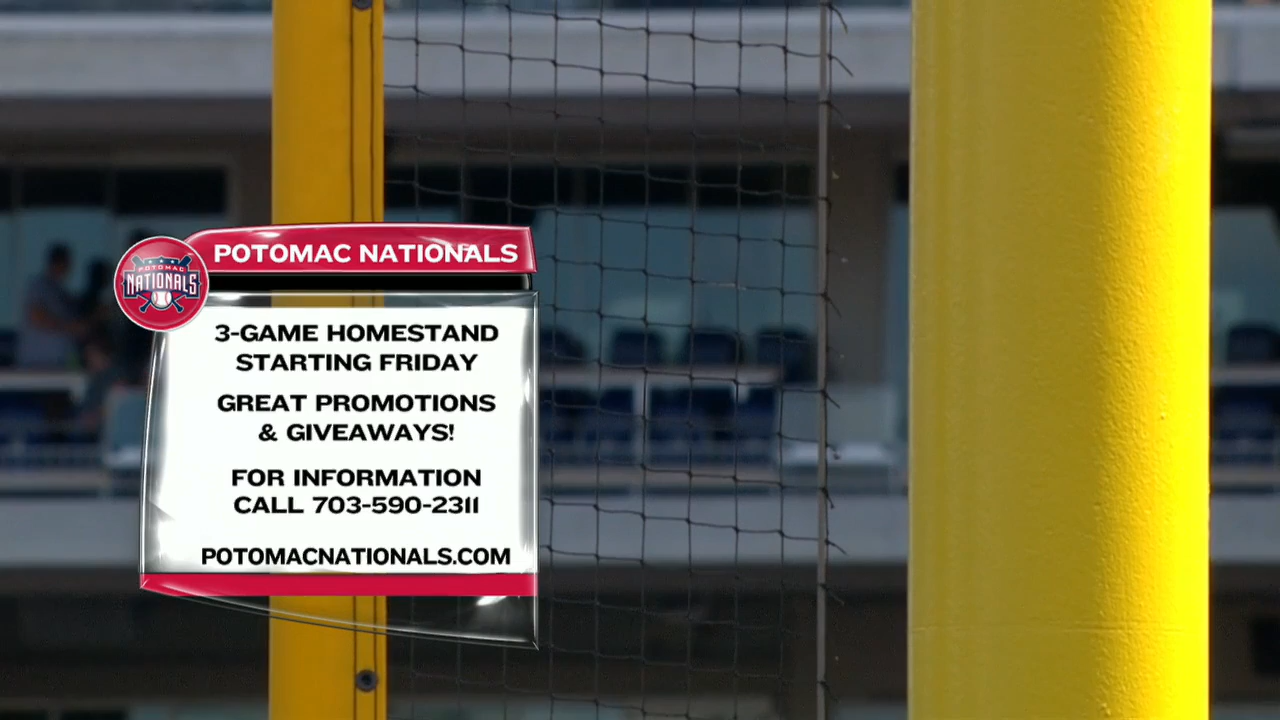 POTOMAC NATIONALS
POTOMAC
NATIONALS
3-GAME HOMESTAND
STARTING FRIDAY
GREAT PROMOTIONS
& GIVEAWAYS!
FOR INFORMATION
CALL 703-590-2311
POTOMACNATIONALS.COM